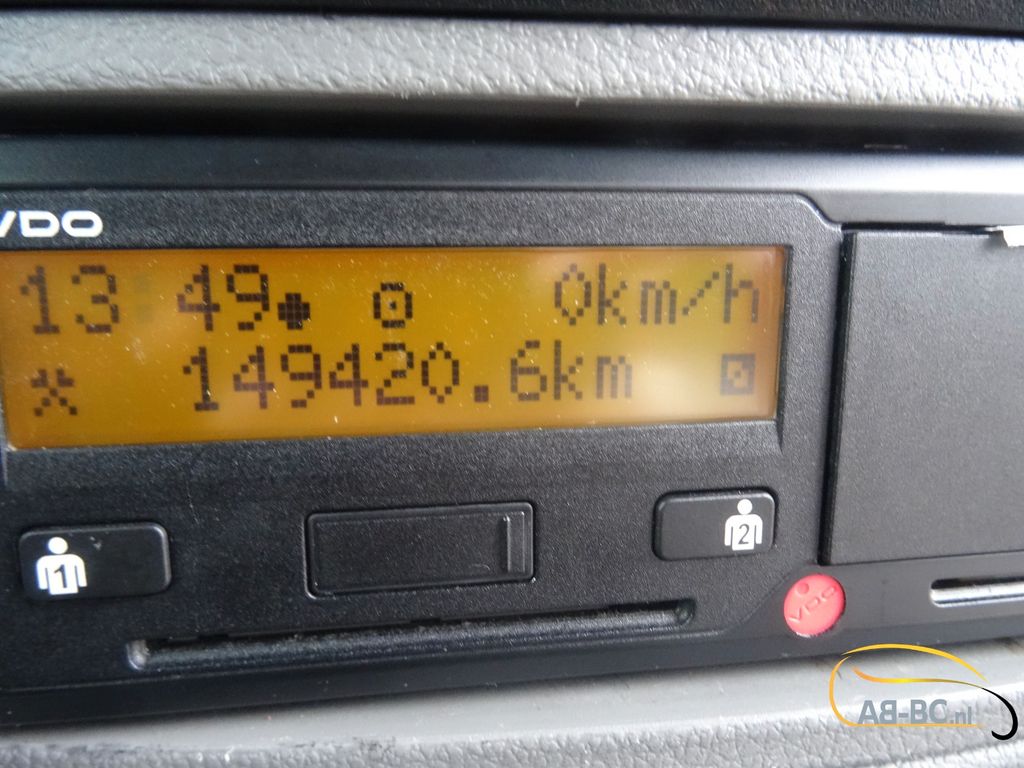 VDO
13:49 0km/h
149420.6km
1
2
VDO
AB-BC.nl